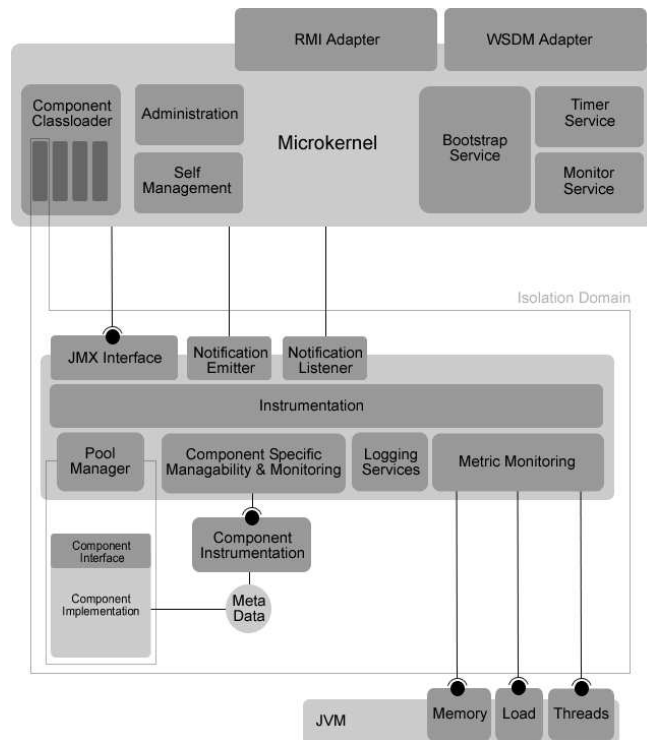 RMI Adapter
WSDM Adapter
Component
Classloader
Administration
Self
Management
Microkernel
Bootstrap
Service
Timer
Service
Monitor
Service
Isolation Domain
JMX Interface
Notification
Emitter
Notification
Listener
Instrumentation
Pool
Manager
Component Specific
Managability & Monitoring
Logging
Services
Metric Monitoring
Component
Instrumentation
Component
Interface
Component
Implementation
Meta
Data
JVM
Memory
Load
Threads